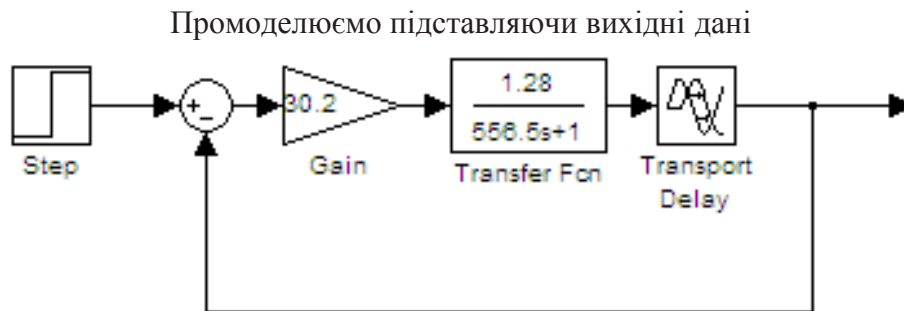 Промоделюємо підставляючи вихідні дані
+
−
30.2
1.28
556.5s+1
Step
Gain
Transfer Fcn
Transport
Delay